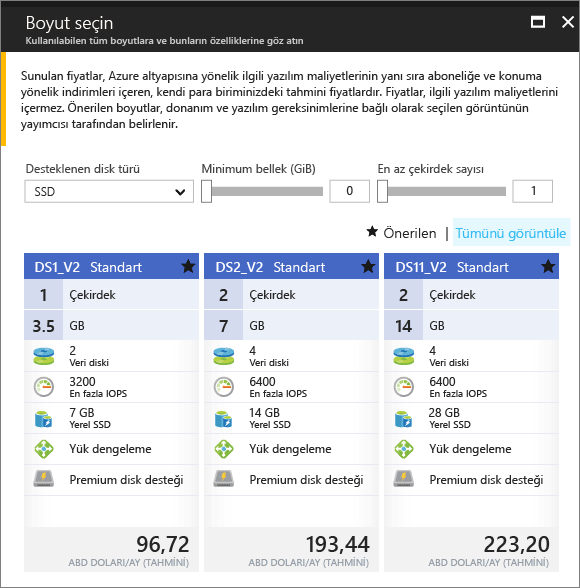 Boyut seçin
Kullanılabilen tüm boyutlara ve bunların özelliklerine göz atın
Sunulan fiyatlar, Azure altyapısına yönelik ilgili yazılım maliyetlerinin yanı sıra aboneliğe ve konuma
yönelik indirimleri içeren, kendi para biriminizdeki tahmini fiyatlardır. Fiyatlar, ilgili yazılım maliyetlerini
içermez. Önerilen boyutlar, donanım ve yazılım gereksinimlerine bağlı olarak seçilen görüntünün
yayımcısı tarafından belirlenir.
Desteklenen disk türü
SSD
Minimum bellek (GiB)
0
En az çekirdek sayısı
1
★ Önerilen | Tümünü görüntüle
DS1_V2 Standart ★
1 Çekirdek
3.5 GB
2
Veri diski
3200
En fazla IOPS
7 GB
Yerel SSD
Yük dengeleme
Premium disk desteği
96,72
ABD DOLARI/AY (TAHMİNİ)
DS2_V2 Standart ★
2 Çekirdek
7 GB
4
Veri diski
6400
En fazla IOPS
14 GB
Yerel SSD
Yük dengeleme
Premium disk desteği
193,44
ABD DOLARI/AY (TAHMİNİ)
DS11_V2 Standart ★
2 Çekirdek
14 GB
4
Veri diski
6400
En fazla IOPS
28 GB
Yerel SSD
Yük dengeleme
Premium disk desteği
223,20
ABD DOLARI/AY (TAHMİNİ)